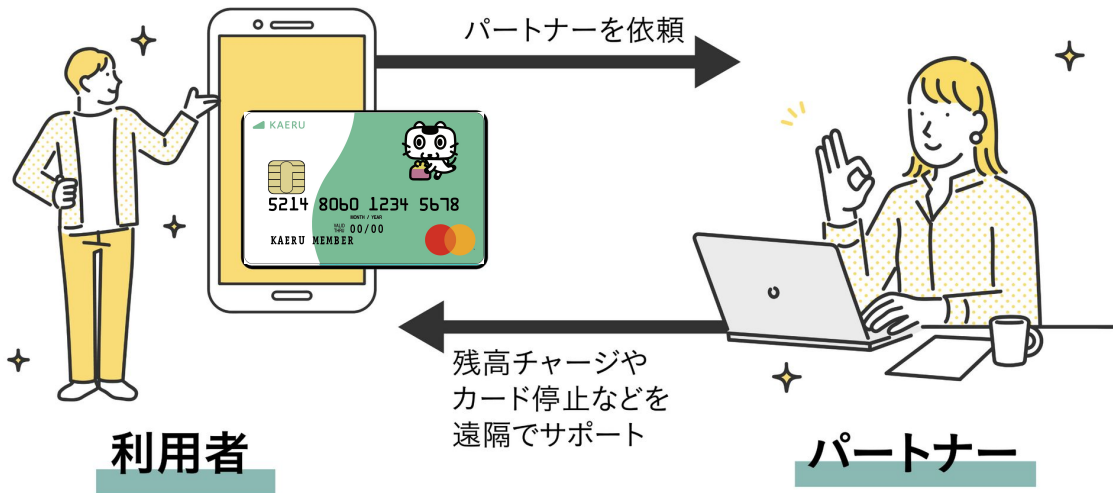 パートナーを依頼
KAERU
5214 8060 1234 5678
MONTH / YEAR
VALID THRU 00/00
KAERU MEMBER
残高チャージや
カード停止などを
遠隔でサポート
利用者
パートナー